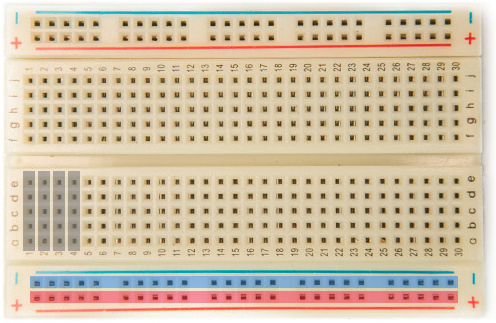 − −
+ +
1 2 3 4 5 6 7 8 9 10 11 12 13 14 15 16 17 18 19 20 21 22 23 24 25 26 27 28 29 30
j j
i i
h h
g g
f f
e e
d d
c c
b b
a a
1 2 3 4 5 6 7 8 9 10 11 12 13 14 15 16 17 18 19 20 21 22 23 24 25 26 27 28 29 30
− −
+ +